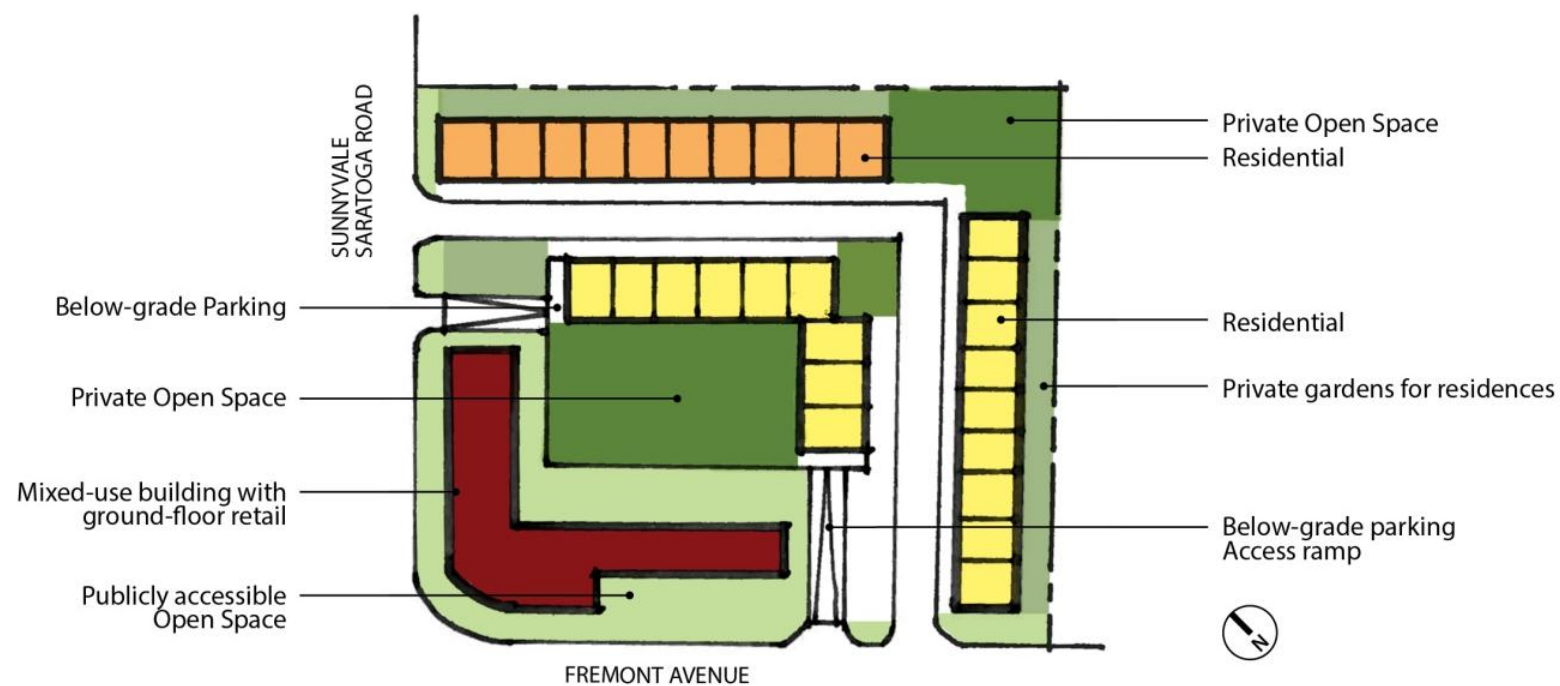 SUNNYVALE
SARATOGA ROAD
Below-grade Parking
Private Open Space
Mixed-use building with
ground-floor retail
Publicly accessible
Open Space
Private Open Space
Residential
Residential
Private gardens for residences
Below-grade parking
Access ramp
N
FREMONT AVENUE